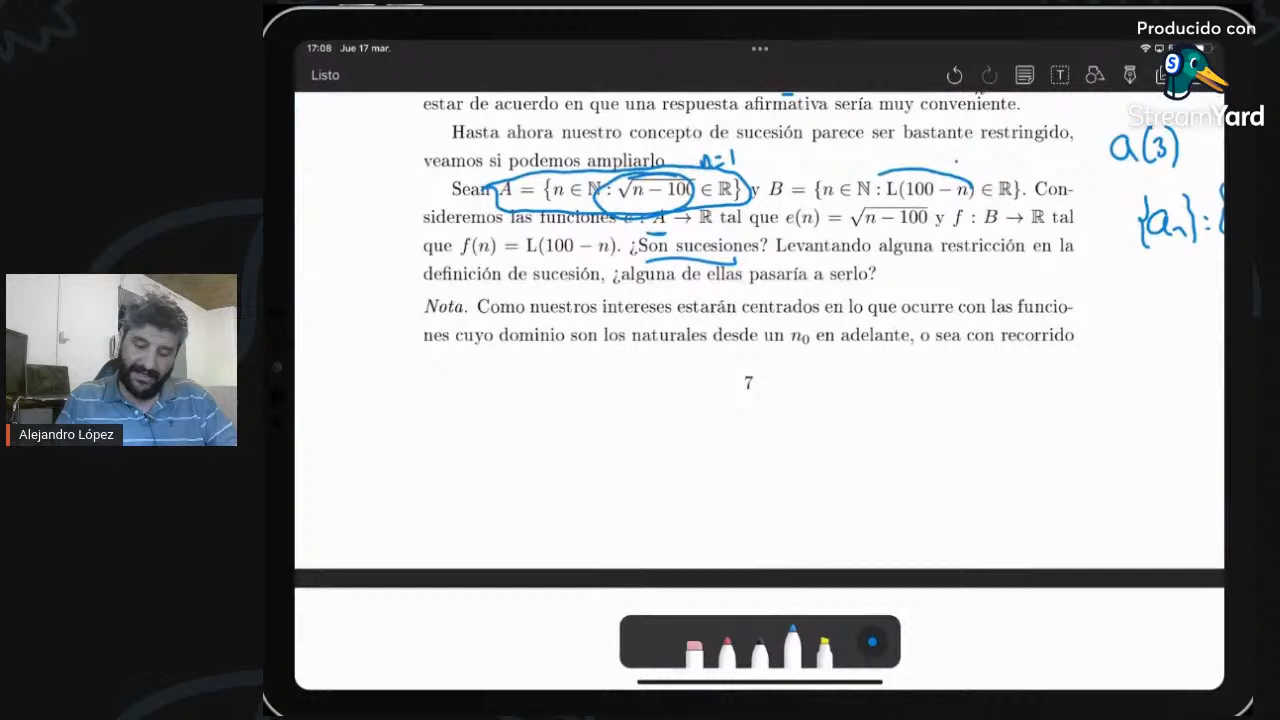 Producido con
StreamYard
17:08 Jue 17 mar.
Listo
estar de acuerdo en que una respuesta afirmativa sería muy conveniente.
Hasta ahora nuestro concepto de sucesión parece ser bastante restringido,
veamos si podemos ampliarlo
n=1
Sean A = {n ∈ ℕ : √(n − 100) ∈ ℝ} y B = {n ∈ ℕ : L(100 − n) ∈ ℝ}. Con-
sideremos las funciones e : A → ℝ tal que e(n) = √(n − 100) y f : B → ℝ tal
que f(n) = L(100 − n). ¿Son sucesiones? Levantando alguna restricción en la
definición de sucesión, ¿alguna de ellas pasaría a serlo?
Nota. Como nuestros intereses estarán centrados en lo que ocurre con las funcio-
nes cuyo dominio son los naturales desde un n₀ en adelante, o sea con recorrido
7
a(3)
{aₙ}:
Alejandro López